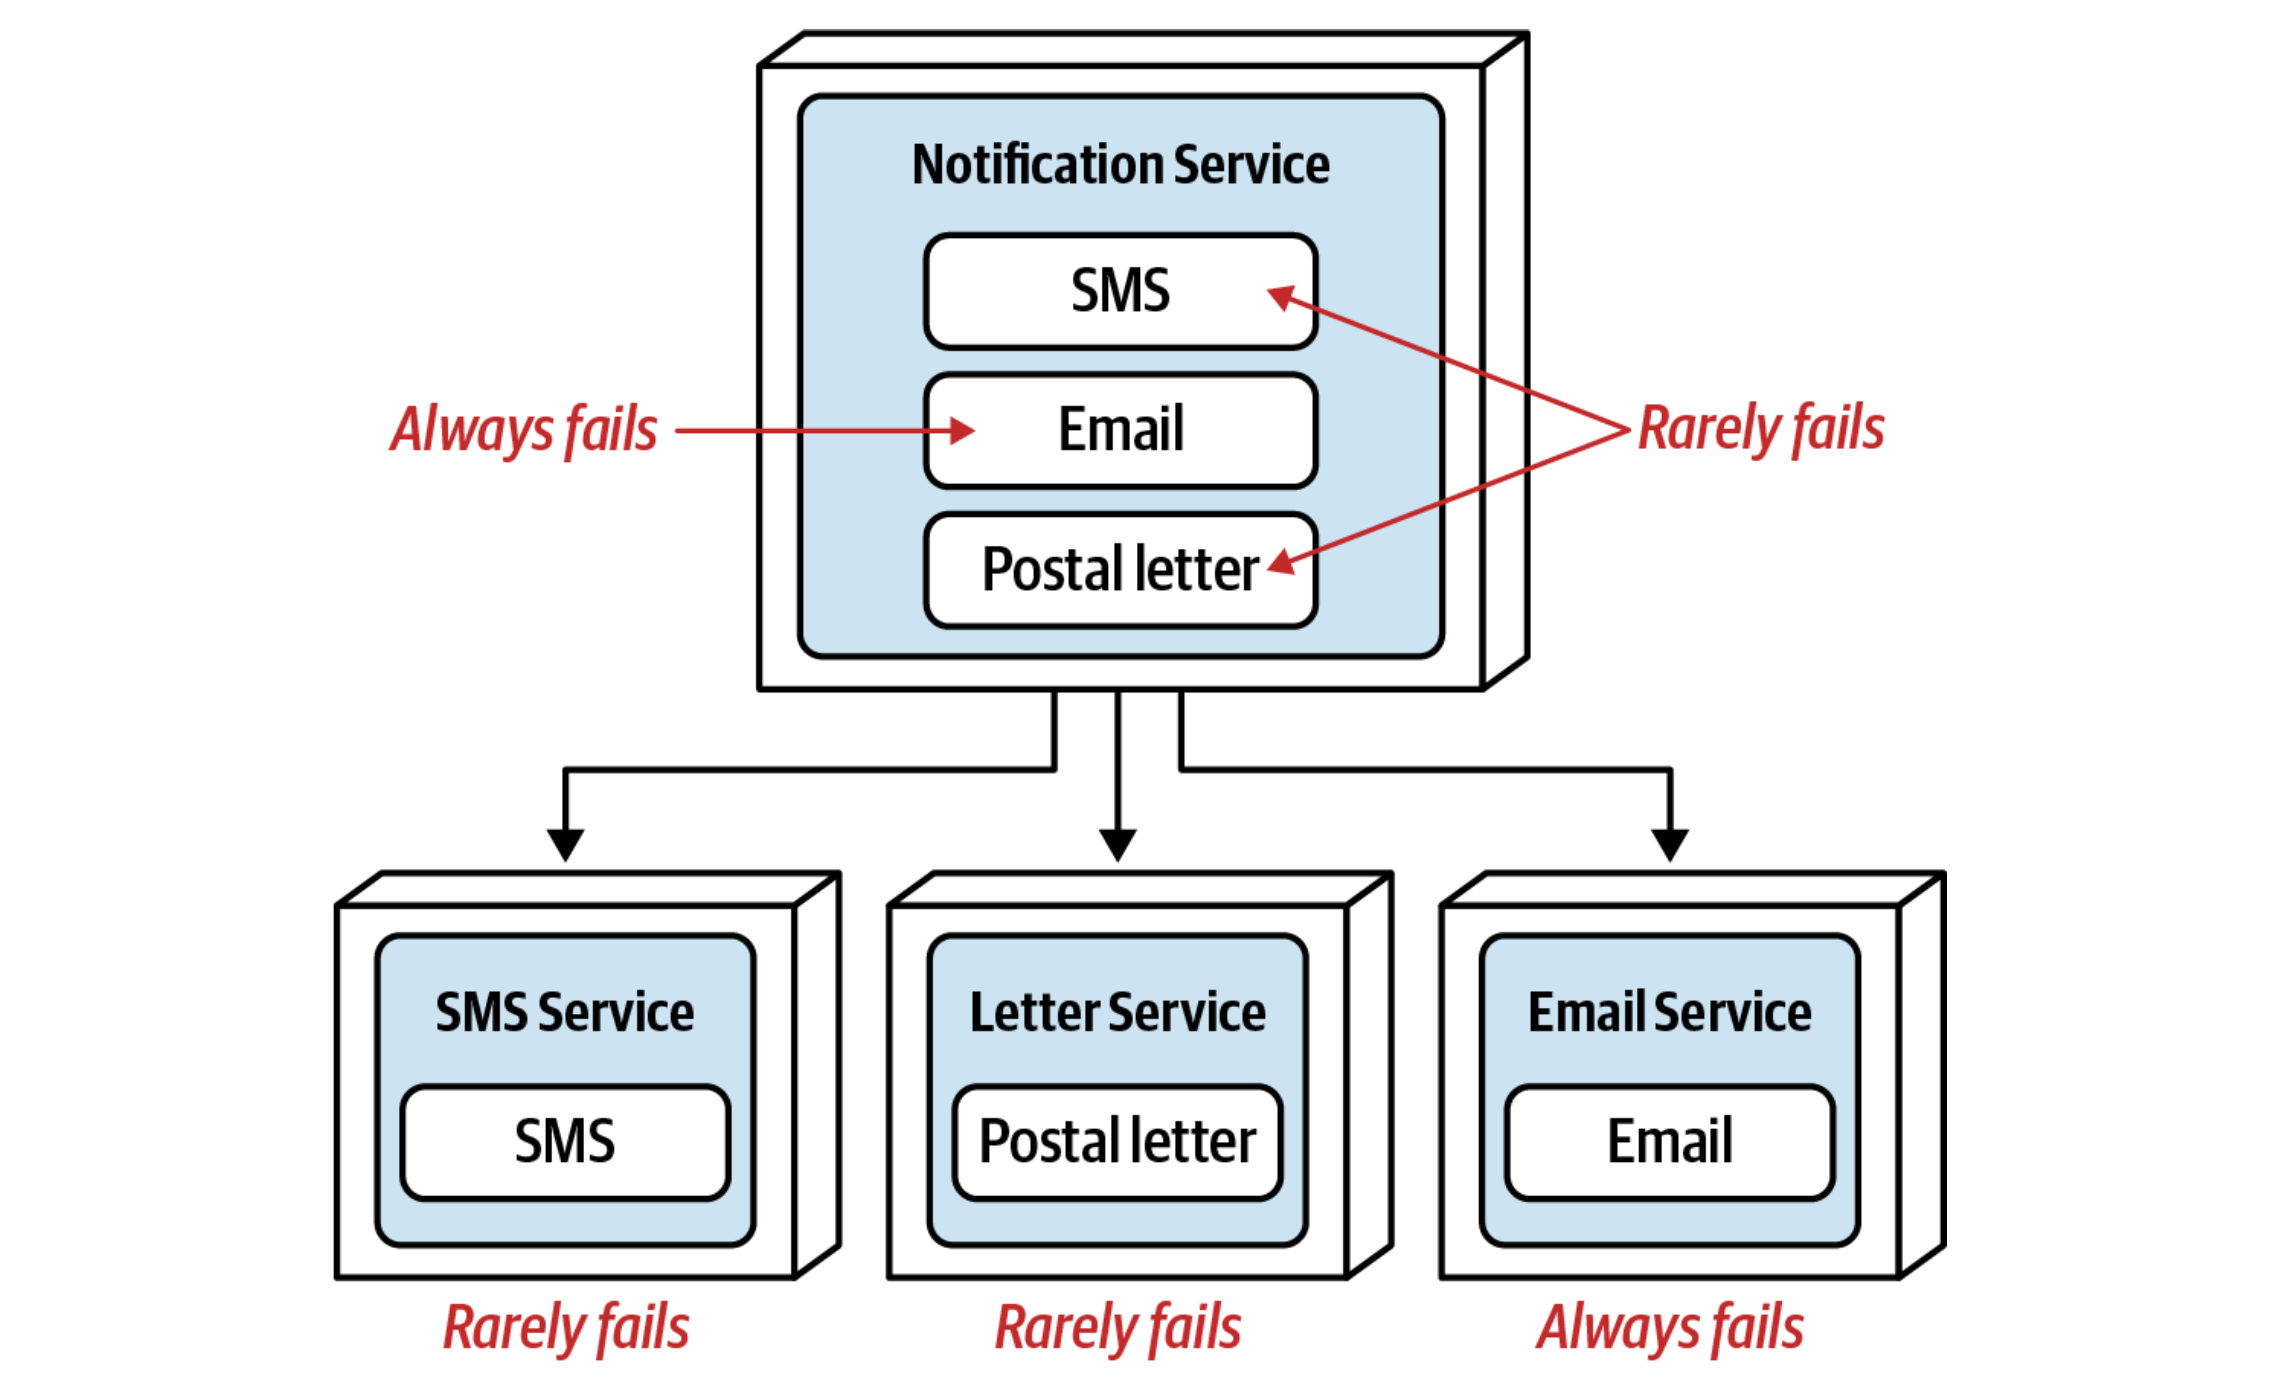 Notification Service
SMS
Always fails
Email
Rarely fails
Postal letter
SMS Service
Letter Service
Email Service
SMS
Postal letter
Email
Rarely fails
Rarely fails
Always fails